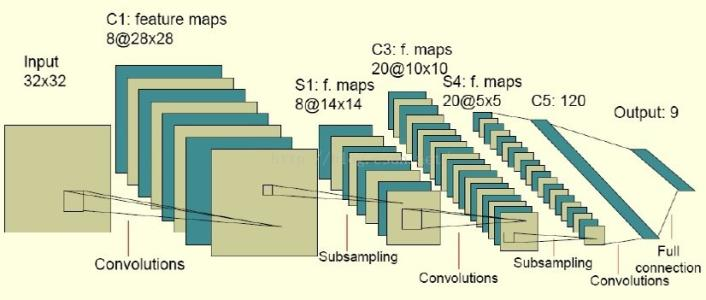 Input
32x32
C1: feature maps
8@28x28
S1: f. maps
8@14x14
C3: f. maps
20@10x10
S4: f. maps
20@5x5
C5: 120
Output: 9
Convolutions
Subsampling
Convolutions
Subsampling
Convolutions
Full
connection